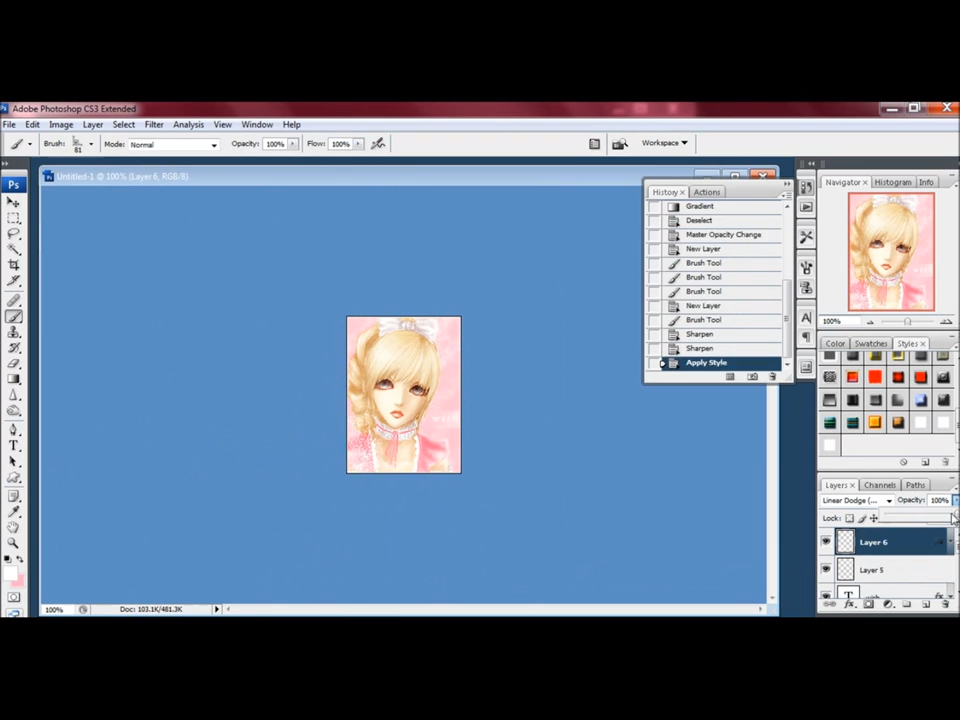 Adobe Photoshop CS3 Extended
File Edit Image Layer Select Filter Analysis View Window Help
Brush: 81 Mode: Normal Opacity: 100% Flow: 100% Workspace
Ps
Untitled-1 @ 100% (Layer 6, RGB/8)
History Actions
Gradient
Deselect
Master Opacity Change
New Layer
Brush Tool
Brush Tool
Brush Tool
New Layer
Brush Tool
Sharpen
Sharpen
Apply Style
Navigator Histogram Info
100%
Color Swatches Styles
Layers Channels Paths
Linear Dodge (... Opacity: 100%
Lock:
Layer 6
Layer 5
100% Doc: 103.1K/481.3K